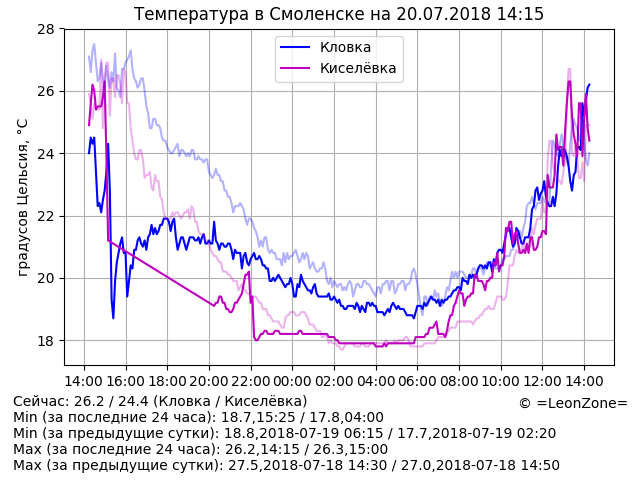 Температура в Смоленске на 20.07.2018 14:15
Кловка
Киселёвка
градусов Цельсия, °C
28
26
24
22
20
18
14:00 16:00 18:00 20:00 22:00 00:00 02:00 04:00 06:00 08:00 10:00 12:00 14:00
Сейчас: 26.2 / 24.4 (Кловка / Киселёвка)
© =LeonZone=
Min (за последние 24 часа): 18.7,15:25 / 17.8,04:00
Min (за предыдущие сутки): 18.8,2018-07-19 06:15 / 17.7,2018-07-19 02:20
Max (за последние 24 часа): 26.2,14:15 / 26.3,15:00
Max (за предыдущие сутки): 27.5,2018-07-18 14:30 / 27.0,2018-07-18 14:50